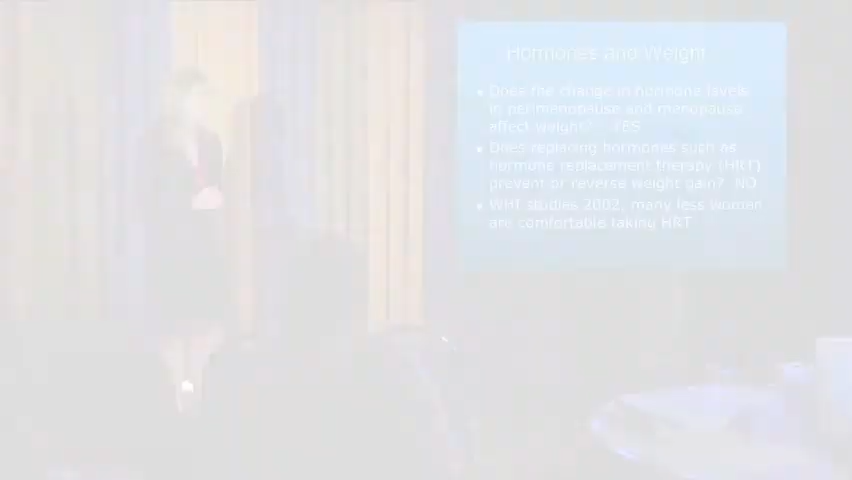 Hormones and Weight
• Does the change in hormone levels
in perimenopause and menopause
affect weight? YES
• Does replacing hormones such as
hormone replacement therapy (HRT)
prevent or reverse weight gain? NO
• WHI studies 2002, many less women
are comfortable taking HRT